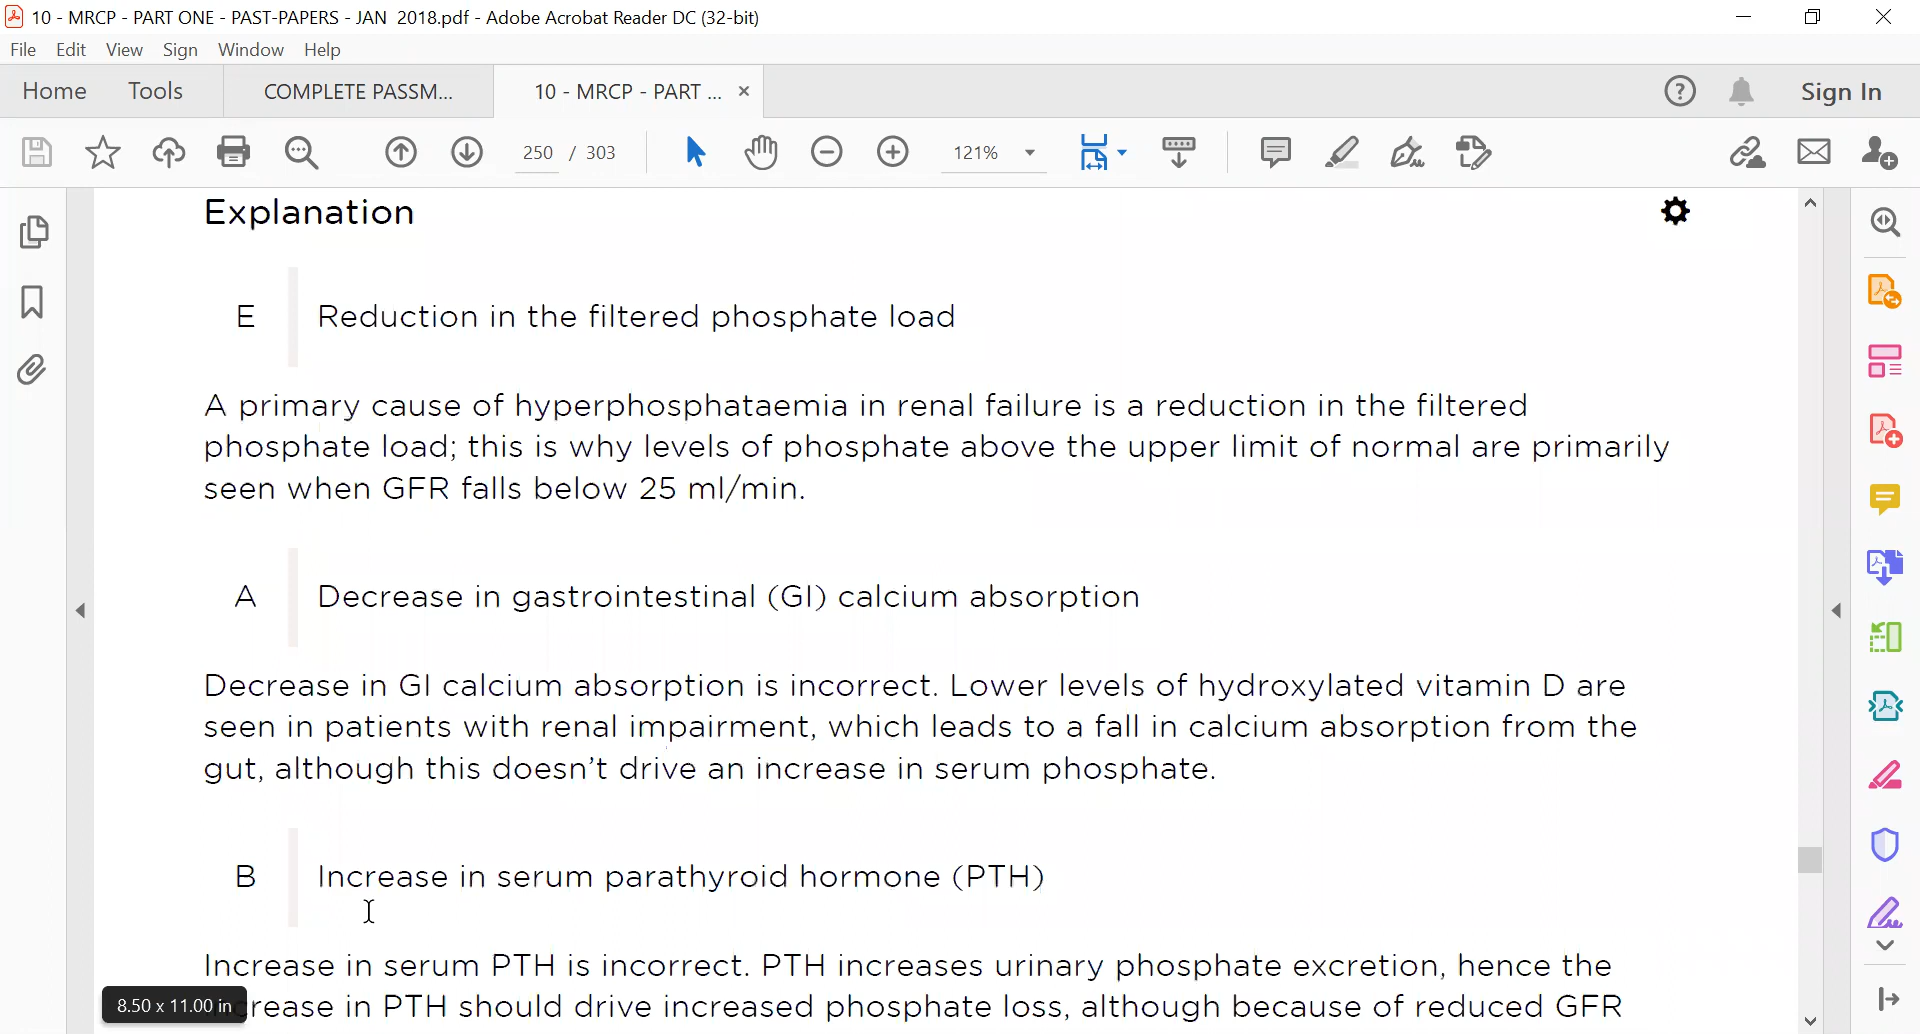 10 - MRCP - PART ONE - PAST-PAPERS - JAN  2018.pdf - Adobe Acrobat Reader DC (32-bit)
File Edit View Sign Window Help
Home Tools COMPLETE PASSM... 10 - MRCP - PART ... × Sign In
250 / 303 121%
Explanation
E Reduction in the filtered phosphate load
A primary cause of hyperphosphataemia in renal failure is a reduction in the filtered
phosphate load; this is why levels of phosphate above the upper limit of normal are primarily
seen when GFR falls below 25 ml/min.
A Decrease in gastrointestinal (GI) calcium absorption
Decrease in GI calcium absorption is incorrect. Lower levels of hydroxylated vitamin D are
seen in patients with renal impairment, which leads to a fall in calcium absorption from the
gut, although this doesn’t drive an increase in serum phosphate.
B Increase in serum parathyroid hormone (PTH)
Increase in serum PTH is incorrect. PTH increases urinary phosphate excretion, hence the
8.50 x 11.00 in
crease in PTH should drive increased phosphate loss, although because of reduced GFR